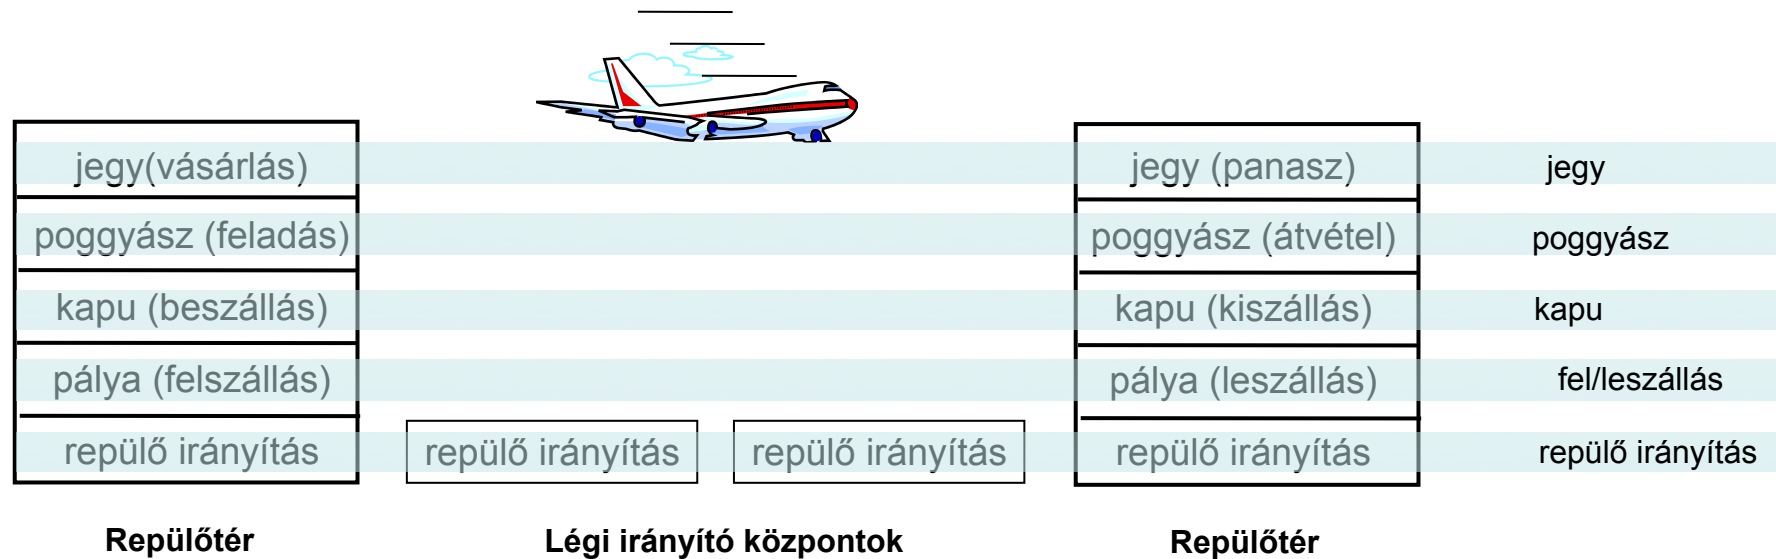 jegy(vásárlás)
jegy (panasz)
jegy
poggyász (feladás)
poggyász (átvétel)
poggyász
kapu (beszállás)
kapu (kiszállás)
kapu
pálya (felszállás)
pálya (leszállás)
fel/leszállás
repülő irányítás
repülő irányítás
repülő irányítás
repülő irányítás
repülő irányítás
Repülőtér
Légi irányító központok
Repülőtér